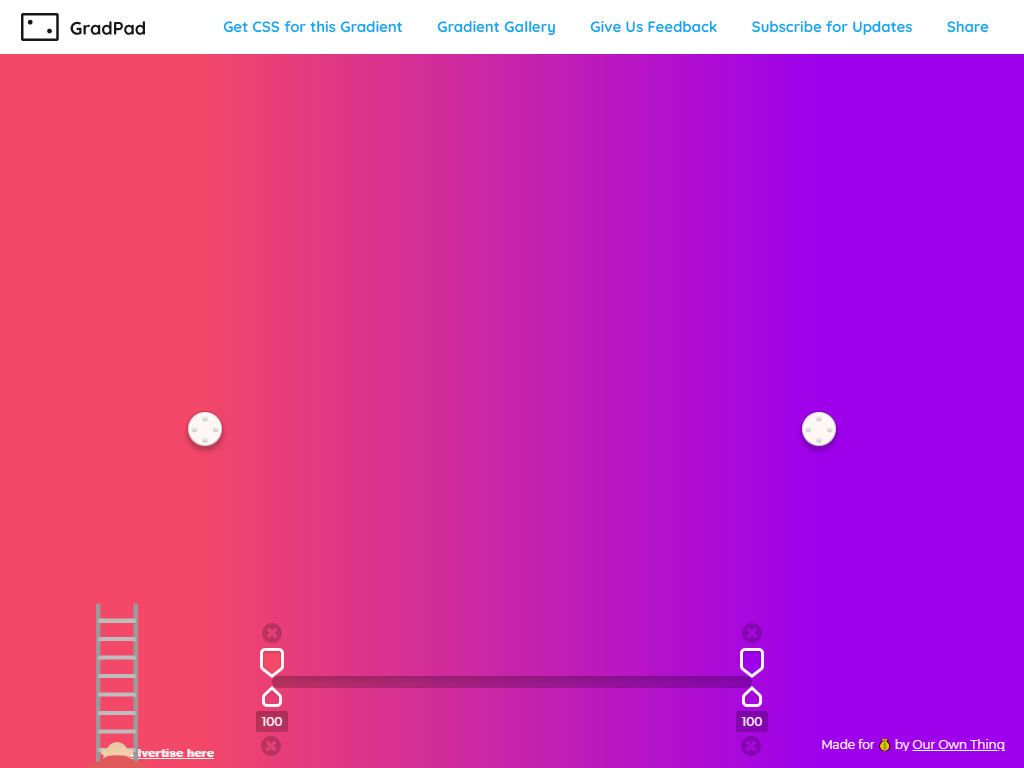 GradPad
Get CSS for this Gradient
Gradient Gallery
Give Us Feedback
Subscribe for Updates
Share
100
100
vertise here
Made for by Our Own Thing